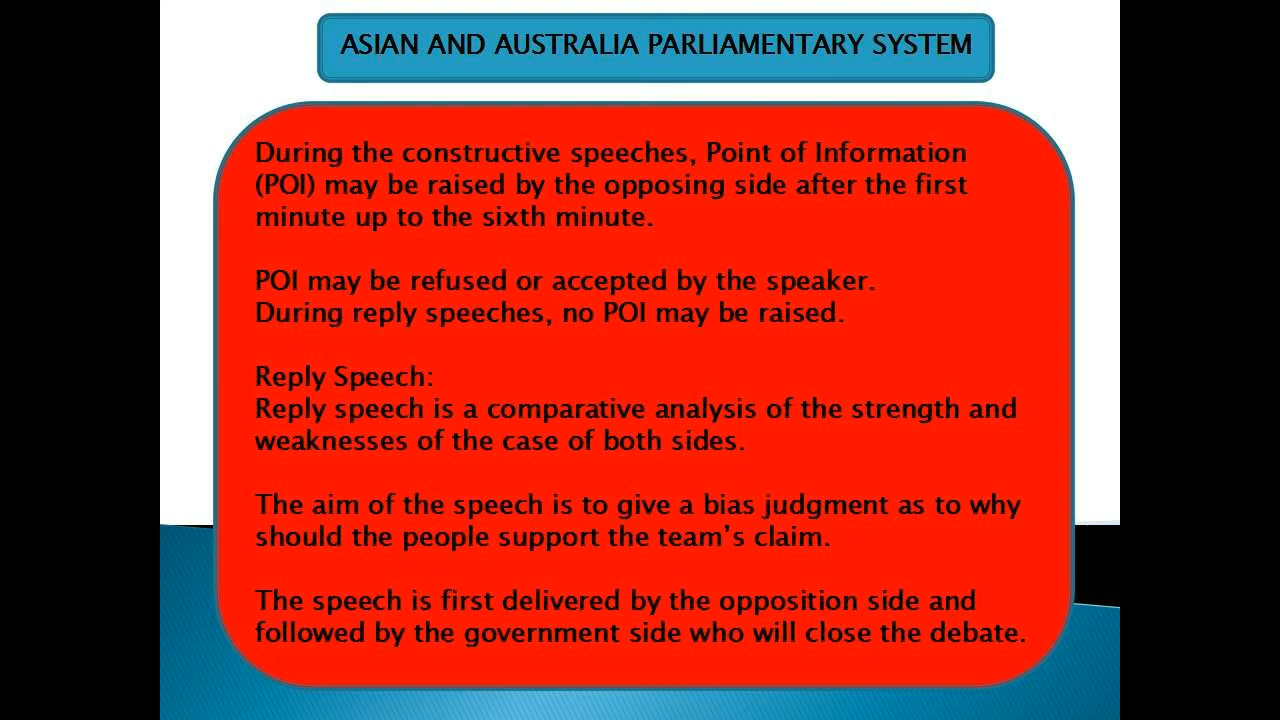 ASIAN AND AUSTRALIA PARLIAMENTARY SYSTEM
During the constructive speeches, Point of Information
(POI) may be raised by the opposing side after the first
minute up to the sixth minute.
POI may be refused or accepted by the speaker.
During reply speeches, no POI may be raised.
Reply Speech:
Reply speech is a comparative analysis of the strength and
weaknesses of the case of both sides.
The aim of the speech is to give a bias judgment as to why
should the people support the team’s claim.
The speech is first delivered by the opposition side and
followed by the government side who will close the debate.